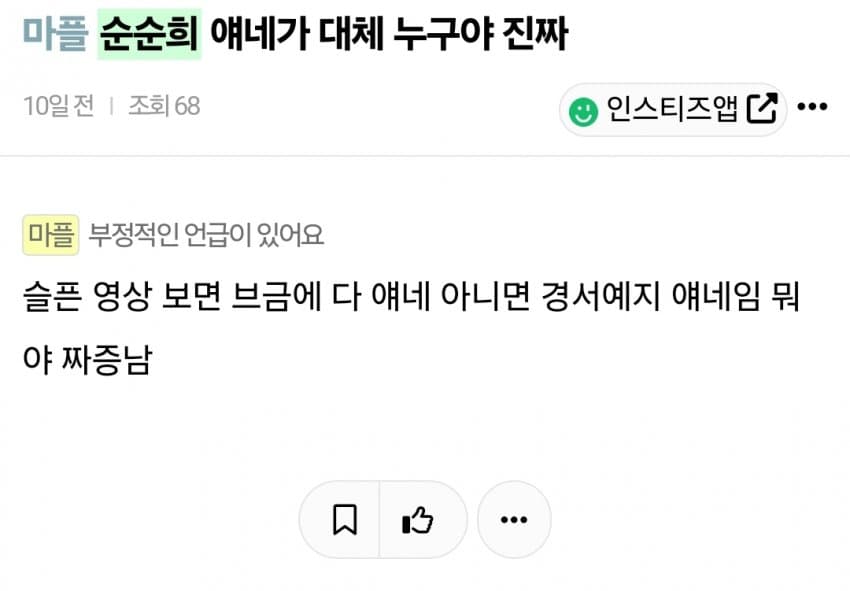 마플 순순희 얘네가 대체 누구야 진짜
10일 전 | 조회 68
인스티즈앱
마플 부정적인 언급이 있어요
슬픈 영상 보면 브금에 다 얘네 아니면 경서예지 얘네임 뭐
야 짜증남